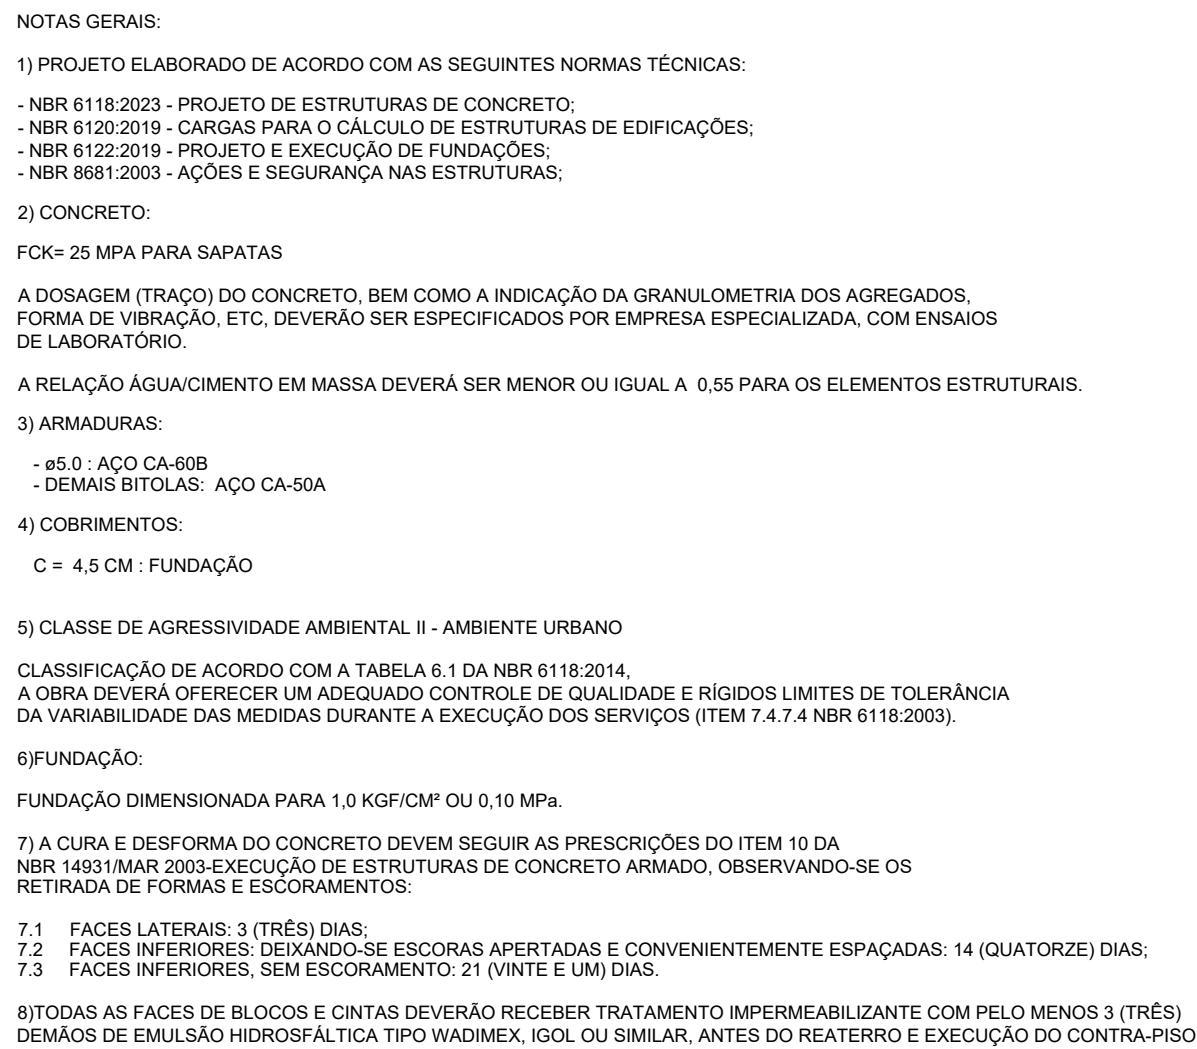 NOTAS GERAIS:
1) PROJETO ELABORADO DE ACORDO COM AS SEGUINTES NORMAS TÉCNICAS:
- NBR 6118:2023 - PROJETO DE ESTRUTURAS DE CONCRETO;
- NBR 6120:2019 - CARGAS PARA O CÁLCULO DE ESTRUTURAS DE EDIFICAÇÕES;
- NBR 6122:2019 - PROJETO E EXECUÇÃO DE FUNDAÇÕES;
- NBR 8681:2003 - AÇÕES E SEGURANÇA NAS ESTRUTURAS;
2) CONCRETO:
FCK= 25 MPA PARA SAPATAS
A DOSAGEM (TRAÇO) DO CONCRETO, BEM COMO A INDICAÇÃO DA GRANULOMETRIA DOS AGREGADOS,
FORMA DE VIBRAÇÃO, ETC, DEVERÃO SER ESPECIFICADOS POR EMPRESA ESPECIALIZADA, COM ENSAIOS
DE LABORATÓRIO.
A RELAÇÃO ÁGUA/CIMENTO EM MASSA DEVERÁ SER MENOR OU IGUAL A  0,55 PARA OS ELEMENTOS ESTRUTURAIS.
3) ARMADURAS:
- ø5.0 : AÇO CA-60B
- DEMAIS BITOLAS:  AÇO CA-50A
4) COBRIMENTOS:
C =  4,5 CM : FUNDAÇÃO
5) CLASSE DE AGRESSIVIDADE AMBIENTAL II - AMBIENTE URBANO
CLASSIFICAÇÃO DE ACORDO COM A TABELA 6.1 DA NBR 6118:2014,
A OBRA DEVERÁ OFERECER UM ADEQUADO CONTROLE DE QUALIDADE E RÍGIDOS LIMITES DE TOLERÂNCIA
DA VARIABILIDADE DAS MEDIDAS DURANTE A EXECUÇÃO DOS SERVIÇOS (ITEM 7.4.7.4 NBR 6118:2003).
6)FUNDAÇÃO:
FUNDAÇÃO DIMENSIONADA PARA 1,0 KGF/CM² OU 0,10 MPa.
7) A CURA E DESFORMA DO CONCRETO DEVEM SEGUIR AS PRESCRIÇÕES DO ITEM 10 DA
NBR 14931/MAR 2003-EXECUÇÃO DE ESTRUTURAS DE CONCRETO ARMADO, OBSERVANDO-SE OS
RETIRADA DE FORMAS E ESCORAMENTOS:
7.1 FACES LATERAIS: 3 (TRÊS) DIAS;
7.2 FACES INFERIORES: DEIXANDO-SE ESCORAS APERTADAS E CONVENIENTEMENTE ESPAÇADAS: 14 (QUATORZE) DIAS;
7.3 FACES INFERIORES, SEM ESCORAMENTO: 21 (VINTE E UM) DIAS.
8)TODAS AS FACES DE BLOCOS E CINTAS DEVERÃO RECEBER TRATAMENTO IMPERMEABILIZANTE COM PELO MENOS 3 (TRÊS)
DEMÃOS DE EMULSÃO HIDROSFÁLTICA TIPO WADIMEX, IGOL OU SIMILAR, ANTES DO REATERRO E EXECUÇÃO DO CONTRA-PISO